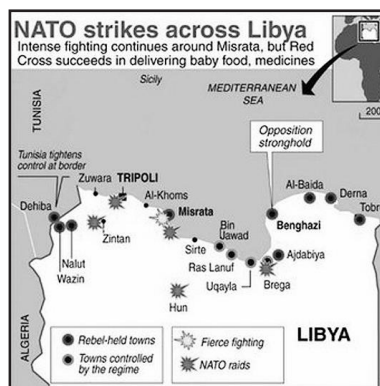 NATO strikes across Libya
Intense fighting continues around Misrata, but Red
Cross succeeds in delivering baby food, medicines
Sicily
MEDITERRANEAN
SEA
200
TUNISIA
Opposition
stronghold
Tunisia tightens
control at border
Zuwara
TRIPOLI
Al-Khoms
Al-Baida
Derna
Dehiba
Misrata
Tobr
Benghazi
Zintan
Bin
Jawad
Sirte
Ajdabiya
Nalut
Ras Lanuf
Wazin
Uqayla
Brega
Hun
ALGERIA
LIBYA
Rebel-held towns
Towns controlled
by the regime
Fierce fighting
NATO raids